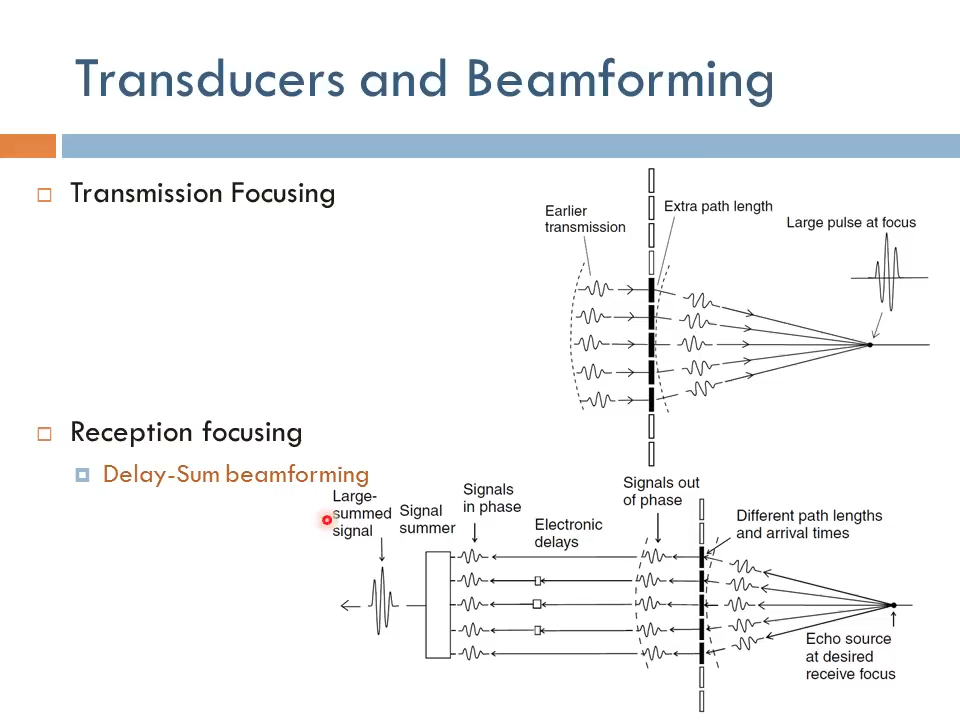 Transducers and Beamforming
Transmission Focusing
Earlier
transmission
Extra path length
Large pulse at focus
Reception focusing
Delay-Sum beamforming
Large-
summed
signal
Signal
summer
Signals
in phase
Electronic
delays
Signals out
of phase
Different path lengths
and arrival times
Echo source
at desired
receive focus